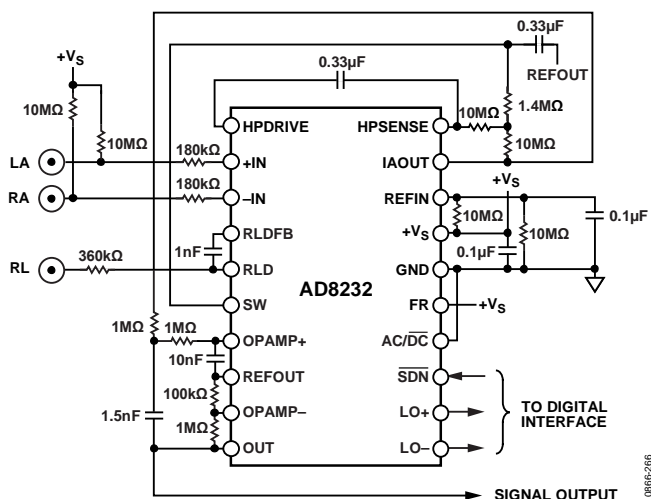 0.33µF
+VS
0.33µF
REFOUT
10MΩ
10MΩ
HPDRIVE
HPSENSE
10MΩ
1.4MΩ
10MΩ
LA
180kΩ
+IN
IAOUT
RA
180kΩ
–IN
REFIN
+VS
10MΩ
0.1µF
RLDFB
+VS
0.1µF
10MΩ
1nF
RL
360kΩ
RLD
GND
AD8232
SW
FR
+VS
1MΩ
1MΩ
OPAMP+
AC/DC
10nF
REFOUT
SDN
100kΩ
1.5nF
OPAMP–
LO+
TO DIGITAL
INTERFACE
1MΩ
OUT
LO–
SIGNAL OUTPUT
0866-266